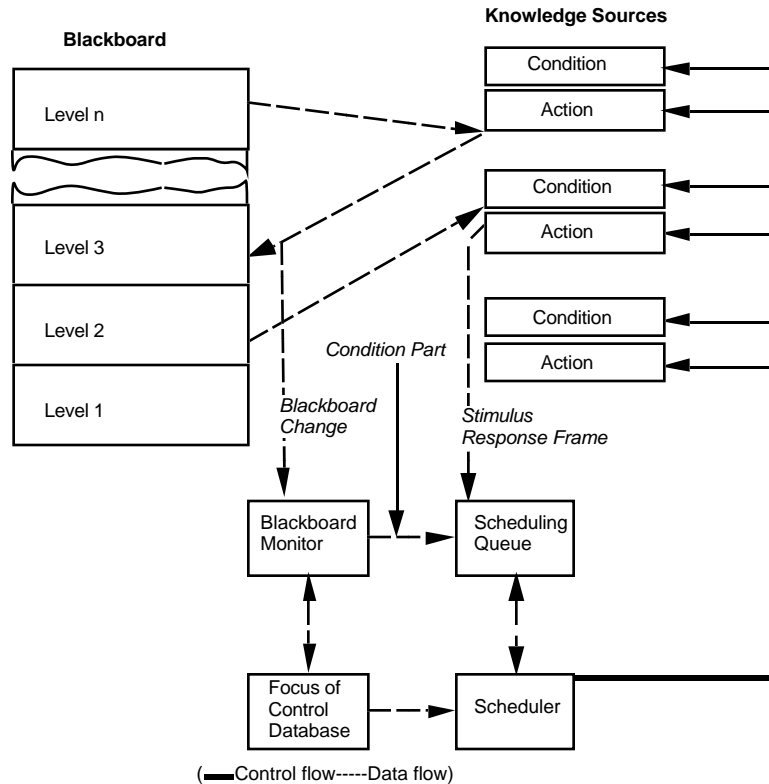 Knowledge Sources
Blackboard
Condition
Level n
Action
Condition
Action
Level 3
Condition
Level 2
Condition Part
Action
Level 1
Blackboard
Change
Stimulus
Response Frame
Blackboard
Monitor
Scheduling
Queue
Focus of
Control
Database
Scheduler
(Control flow-----Data flow)